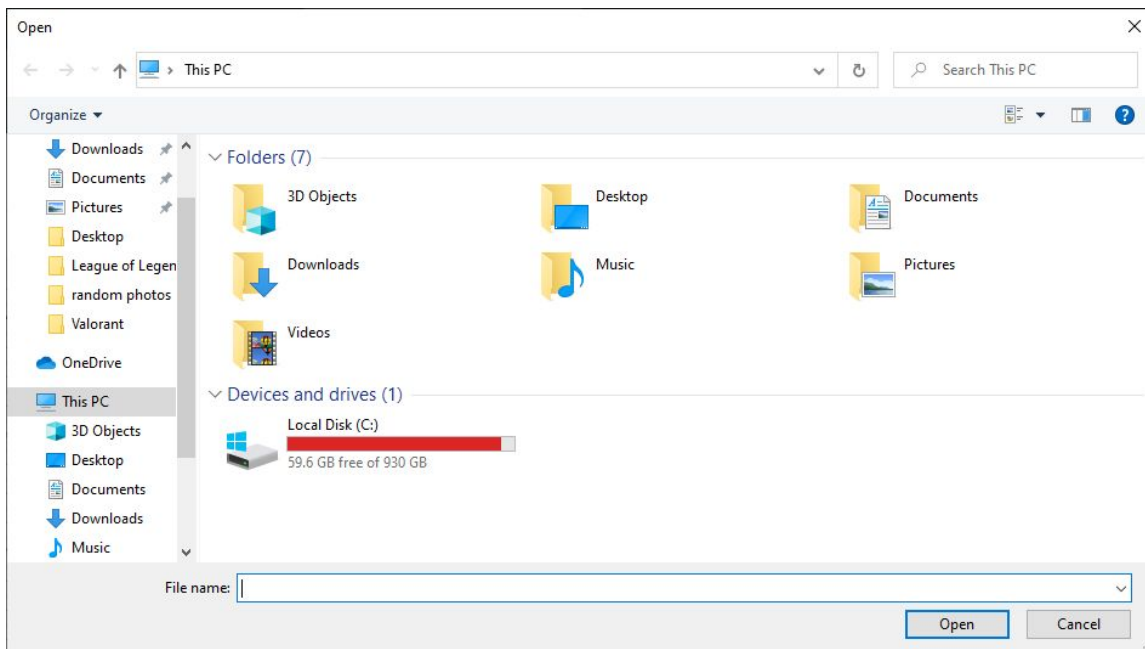 Open
This PC
Search This PC
Organize
Downloads
Documents
Pictures
Desktop
League of Legen
random photos
Valorant
OneDrive
This PC
3D Objects
Desktop
Documents
Downloads
Music
Folders (7)
3D Objects
Desktop
Documents
Downloads
Music
Pictures
Videos
Devices and drives (1)
Local Disk (C:)
59.6 GB free of 930 GB
File name:
Open
Cancel